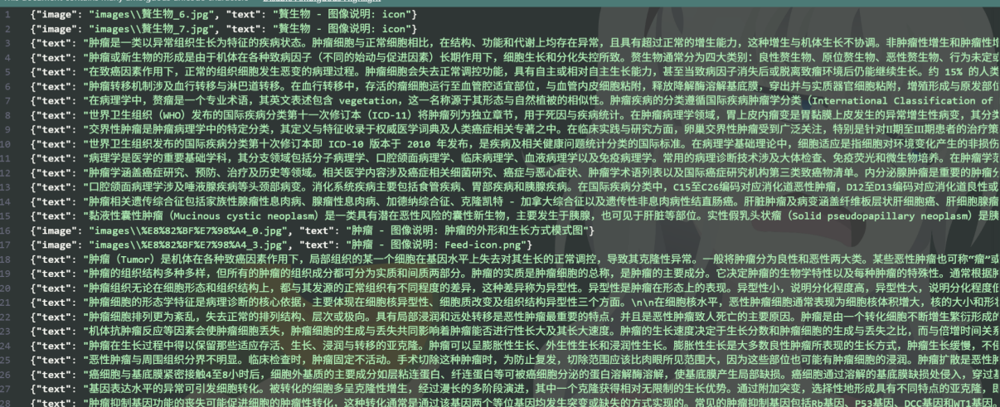 1 {"image": "images\\赘生物_6.jpg", "text": "赘生物 - 图像说明: icon"}
2 {"image": "images\\赘生物_7.jpg", "text": "赘生物 - 图像说明: icon"}
3 {"text": "肿瘤是一类以异常组织生长为特征的疾病状态。肿瘤细胞与正常细胞相比，在结构、功能和代谢上均存在异常，且具有超过正常的增生能力，这种增生与机体生长不协调。非肿瘤性增生和肿瘤性增
4 {"text": "肿瘤或新生物的形成是由于机体在各种致病因子（不同的始动与促进因素）长期作用下，细胞生长和分化失控所致。赘生物通常分为四大类别：良性赘生物、原位赘生物、恶性赘生物、行为未定或
5 {"text": "在致癌因素作用下，正常的组织细胞发生恶变的病理过程。肿瘤细胞会失去正常调控功能，具有自主或相对自主生长能力，甚至当致病因子消失后或脱离致瘤环境后仍能继续生长。约 15% 的人类
6 {"text": "肿瘤转移机制涉及血行转移与淋巴道转移。在血行转移中，存活的瘤细胞运行至血管腔适宜部位，与血管内皮细胞粘附，释放降解酶溶解基底膜，穿出并与实质器官细胞粘附，增殖形成与原发部位
7 {"text": "在病理学中，赘瘤是一个专业术语，其英文表述包含 vegetation，这一名称源于其形态与自然植被的相似性。肿瘤疾病的分类遵循国际疾病肿瘤学分类（International Classification of
8 {"text": "世界卫生组织（WHO）发布的国际疾病分类第十一次修订本（ICD-11）将肿瘤列为独立章节，用于死因与疾病统计。在肿瘤病理学领域，胃上皮内瘤变是胃黏膜上皮发生的异常增生性病变，其分类
9 {"text": "交界性肿瘤是肿瘤病理学中的特定分类，其定义与特征收录于权威医学词典及人类癌症相关专著之中。在临床实践与研究方面，卵巢交界性肿瘤受到广泛关注，特别是针对II期至III期患者的治疗策
10 {"text": "世界卫生组织发布的国际疾病分类第十次修订本即 ICD-10 版本于 2010 年发布，是疾病及相关健康问题统计分类的国际标准。在病理学基础理论中，细胞适应是指细胞对环境变化产生的非损伤
11 {"text": "病理学是医学的重要基础学科，其分支领域包括分子病理学、口腔颌面病理学、临床病理学、血液病理学以及免疫病理学。常用的病理诊断技术涉及大体检查、免疫荧光和微生物培养。在肿瘤学范
12 {"text": "肿瘤学涵盖癌症研究、预防、治疗及历史等领域。相关医学内容涉及癌症相关细菌研究、癌症与恶心症状、肿瘤学术语列表以及国际癌症研究机构第三类致癌物清单。内分泌腺肿瘤是重要的肿瘤分
13 {"text": "口腔颌面病理学涉及唾液腺疾病等头颈部病变。消化系统疾病主要包括食管疾病、胃部疾病和胰腺疾病。在国际疾病分类中，C15至C26编码对应消化道恶性肿瘤，D12至D13编码对应消化道良性或
14 {"text": "肿瘤相关遗传综合征包括家族性腺瘤性息肉病、腺瘤性息肉病、加德纳综合征、克隆凯特 - 加拿大综合征以及遗传性非息肉病性结直肠癌。肝脏肿瘤及病变涵盖纤维板层状肝细胞癌、肝细胞腺瘤
15 {"text": "黏液性囊性肿瘤（Mucinous cystic neoplasm）是一类具有潜在恶性风险的囊性新生物，主要发生于胰腺，也可见于肝脏等部位。实性假乳头状瘤（Solid pseudopapillary neoplasm）是胰
16 {"image": "images\\%E8%82%BF%E7%98%A4_0.jpg", "text": "肿瘤 - 图像说明: 肿瘤的外形和生长方式模式图"}
17 {"image": "images\\%E8%82%BF%E7%98%A4_3.jpg", "text": "肿瘤 - 图像说明: Feed-icon.png"}
18 {"text": "肿瘤（Tumor）是机体在各种致癌因素作用下，局部组织的某一个细胞在基因水平上失去对其生长的正常调控，导致其克隆性异常。一般将肿瘤分为良性和恶性两大类。某些恶性肿瘤也可称“瘤”或
19 {"text": "肿瘤的组织结构多种多样，但所有的肿瘤的组织成分都可分为实质和间质两部分。肿瘤的实质是肿瘤细胞的总称，是肿瘤的主要成分。它决定肿瘤的生物学特性以及每种肿瘤的特殊性。通常根据肿
20 {"text": "肿瘤组织无论在细胞形态和组织结构上，都与其发源的正常组织有不同程度的差异，这种差异称为异型性。异型性是肿瘤在形态上的表现。异型性小，说明分化程度高，异型性大，说明分化程度低
21 {"text": "肿瘤细胞的形态学特征是病理诊断的核心依据，主要体现在细胞核异型性、细胞质改变及组织结构异型性三个方面。\n\n在细胞核水平，恶性肿瘤细胞通常表现为细胞核体积增大，核的大小和形状
22 {"text": "肿瘤细胞排列更为紊乱，失去正常的排列结构、层次或极向。具有局部浸润和远处转移是恶性肿瘤最重要的特点，并且是恶性肿瘤致人死亡的主要原因。肿瘤是由一个转化细胞不断增生繁衍形成的
23 {"text": "机体抗肿瘤反应等因素会使肿瘤细胞丢失，肿瘤细胞的生成与丢失共同影响着肿瘤能否进行性长大及其长大速度。肿瘤的生长速度决定于生长分数和肿瘤细胞的生成与丢失之比，而与倍增时间关系
24 {"text": "肿瘤在生长过程中得以保留那些适应存活、生长、浸润与转移的亚克隆。肿瘤可以呈膨胀性生长、外生性生长和浸润性生长。膨胀性生长是大多数良性肿瘤所表现的生长方式，肿瘤生长缓慢，不侵
25 {"text": "恶性肿瘤与周围组织分界不明显。临床检查时，肿瘤固定不活动。手术切除这种肿瘤时，为防止复发，切除范围应该比肉眼所见范围大，因为这些部位也可能有肿瘤细胞的浸润。肿瘤扩散是恶性肿
26 {"text": "癌细胞与基底膜紧密接触4至8小时后，细胞外基质的主要成分如层粘连蛋白、纤连蛋白等可被癌细胞分泌的蛋白溶解酶溶解，使基底膜产生局部缺损。癌细胞通过溶解的基底膜缺损处侵入，穿过基
27 {"text": "基因表达水平的异常可引发细胞转化。被转化的细胞多呈克隆性增生，经过漫长的多阶段演进，其中一个克隆获得相对无限制的生长优势。通过附加突变，选择性地形成具有不同特点的亚克隆，
28 {"text": "肿瘤抑制基因功能的丧失可能促进细胞的肿瘤性转化，这种转化通常是通过该基因两个等位基因均发生突变或缺失的方式实现的。常见的肿瘤抑制基因包括Rb基因、P53基因、DCC基因和WT1基因。